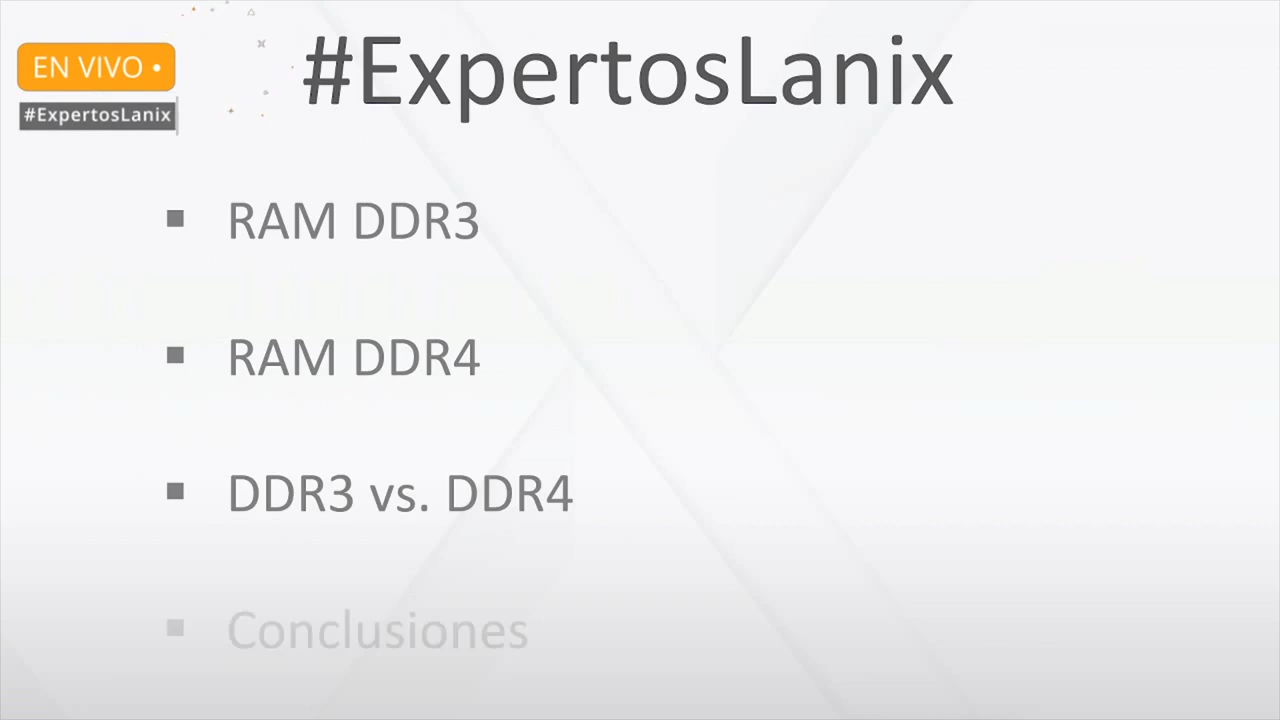 EN VIVO •
#ExpertosLanix
#ExpertosLanix
▪ RAM DDR3
▪ RAM DDR4
▪ DDR3 vs. DDR4
▪ Conclusiones